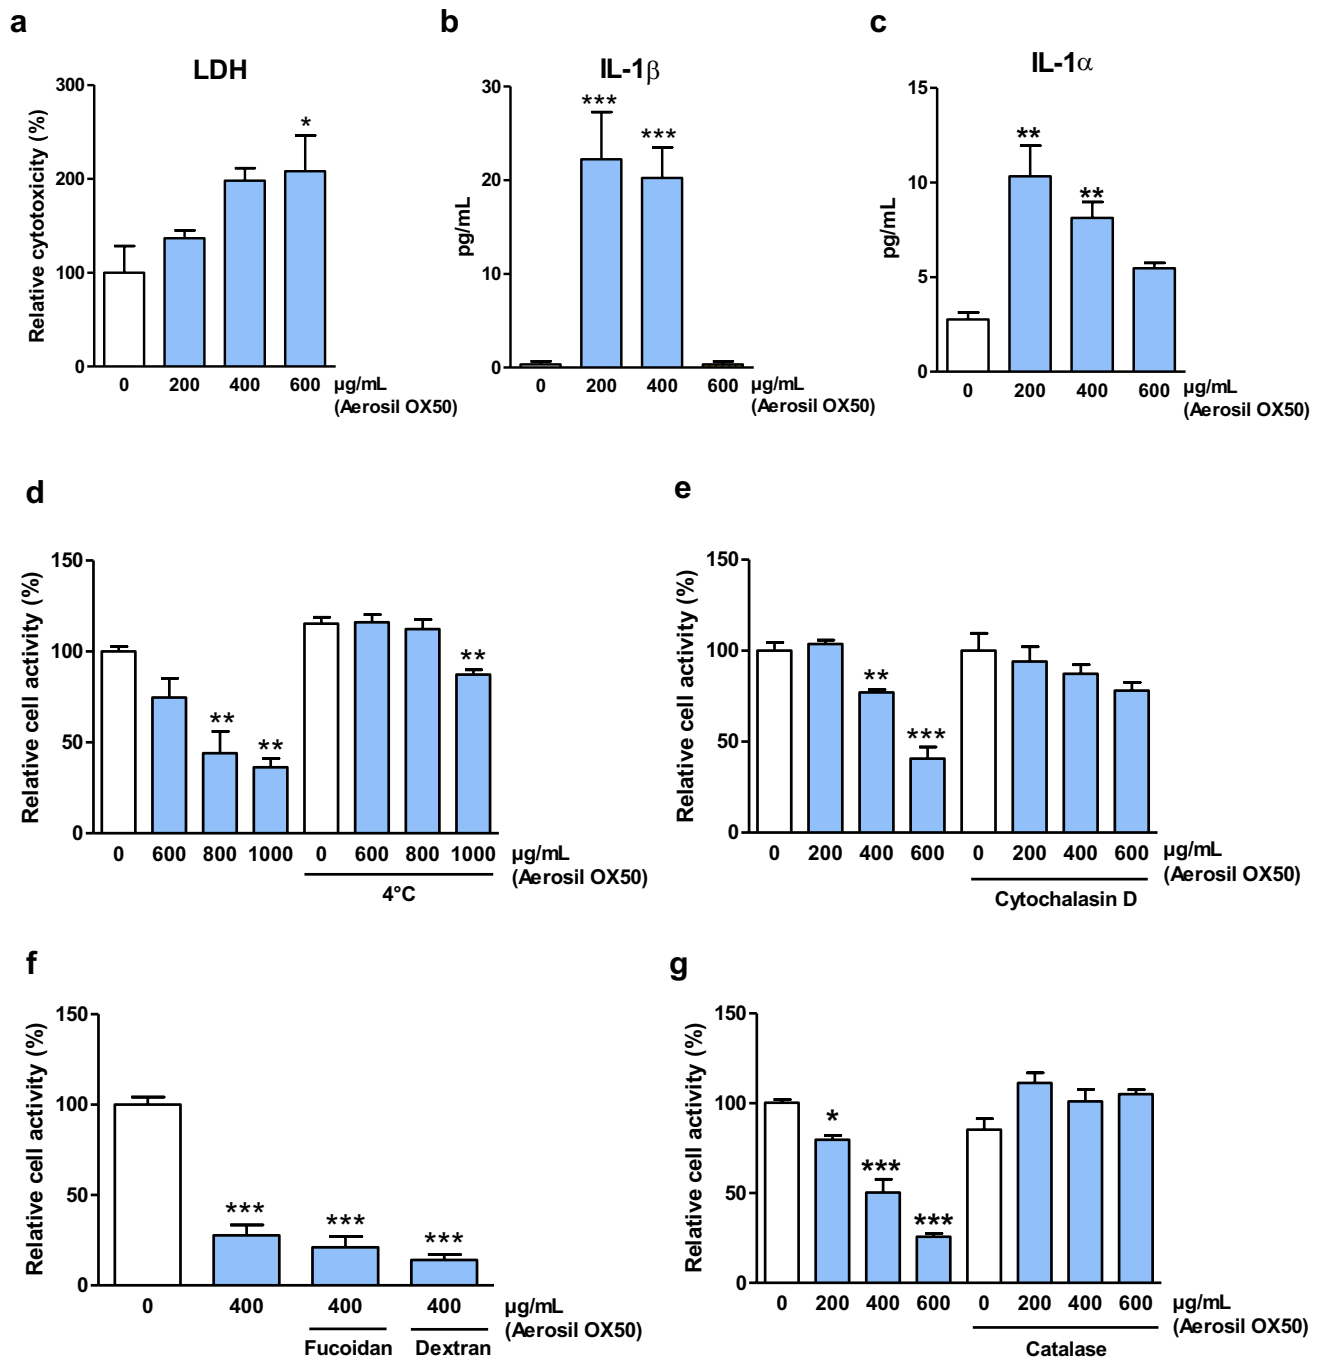 a
LDH
Relative cytotoxicity (%)
300
200
100
0
*
0 200 400 600 µg/mL
(Aerosil OX50)
b
IL-1β
pg/mL
30
20
10
0
*** ***
0 200 400 600 µg/mL
(Aerosil OX50)
c
IL-1α
pg/mL
15
10
5
0
** **
0 200 400 600 µg/mL
(Aerosil OX50)
d
Relative cell activity (%)
150
100
50
0
** ** **
0 600 800 1000 0 600 800 1000 µg/mL
(Aerosil OX50)
4°C
e
Relative cell activity (%)
150
100
50
0
** ***
0 200 400 600 0 200 400 600 µg/mL
(Aerosil OX50)
Cytochalasin D
f
Relative cell activity (%)
150
100
50
0
*** *** ***
0 400 400 400 µg/mL
(Aerosil OX50)
Fucoidan Dextran
g
Relative cell activity (%)
150
100
50
0
* *** ***
0 200 400 600 0 200 400 600 µg/mL
(Aerosil OX50)
Catalase